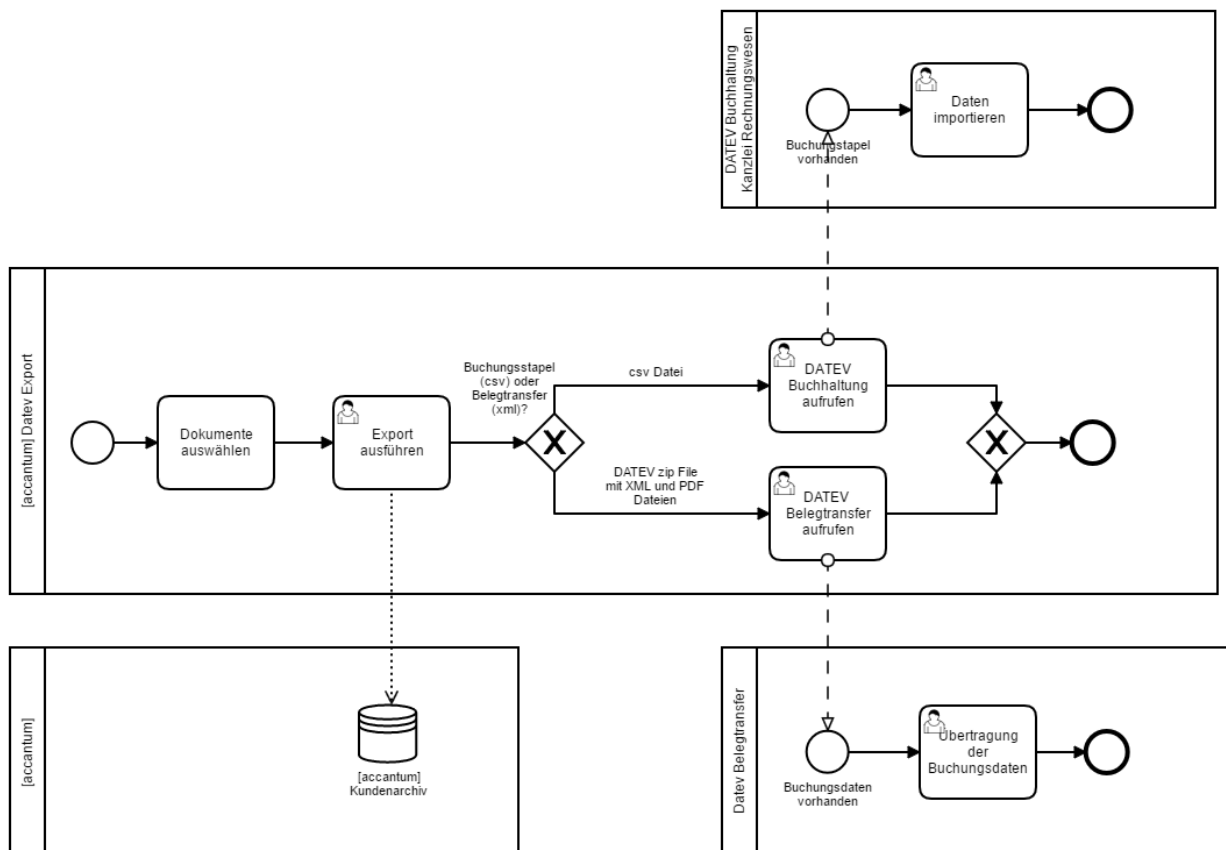 DATEV Buchhaltung
Kanzlei Rechnungswesen
Buchungstapel
vorhanden
Daten
importieren
[accantum] Datev Export
Dokumente
auswählen
Export
ausführen
Buchungsstapel
(csv) oder
Belegtransfer
(xml)?
csv Datei
DATEV zip File
mit XML und PDF
Dateien
DATEV
Buchhaltung
aufrufen
DATEV
Belegtransfer
aufrufen
[accantum]
[accantum]
Kundenarchiv
Datev Belegtransfer
Buchungsdaten
vorhanden
Übertragung
der
Buchungsdaten